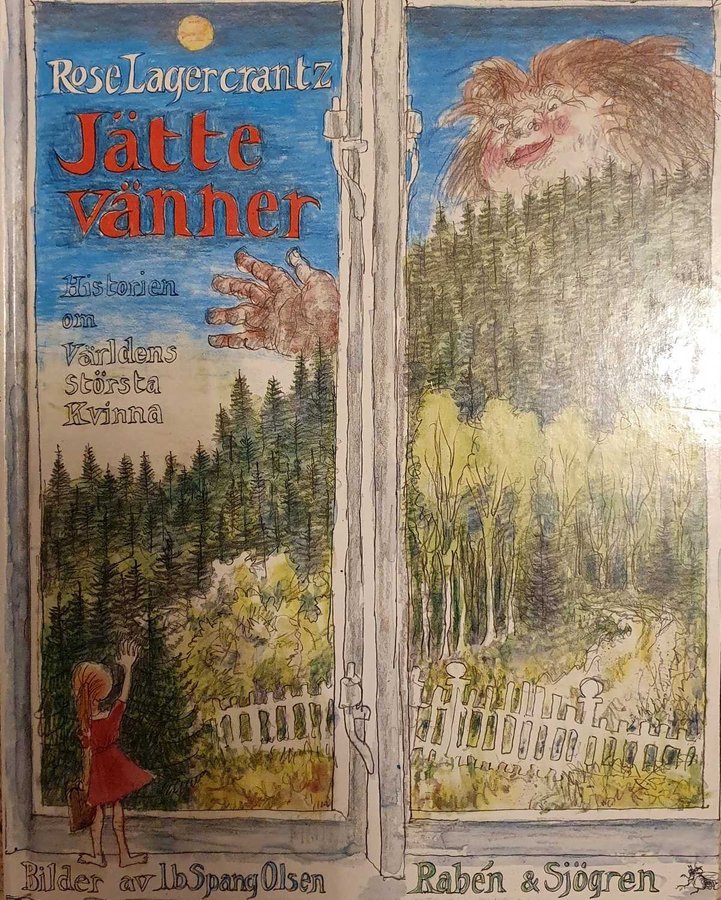 Rose Lagercrantz
Jätte
vänner
Historien
om
Världens
största
Kvinna
Bilder av Ib Spang Olsen
Rabén & Sjögren